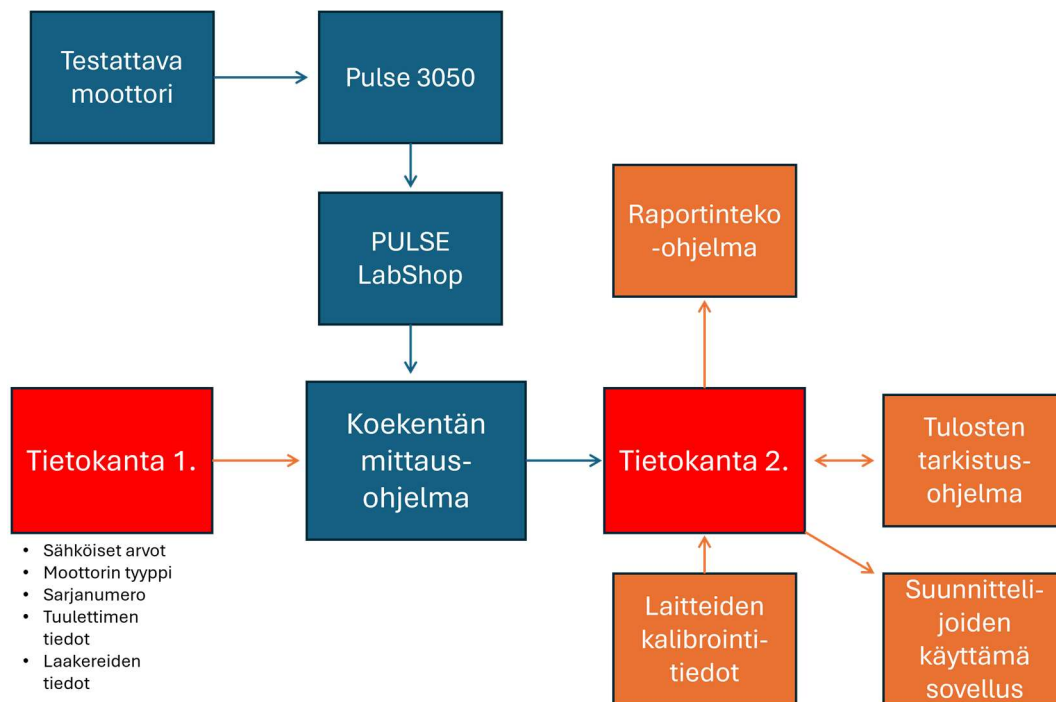 Testattava
moottori
Pulse 3050
PULSE
LabShop
Raportinteko
-ohjelma
Tietokanta 1.
Koekentän
mittaus-
ohjelma
Tietokanta 2.
Tulosten
tarkistus-
ohjelma
• Sähköiset arvot
• Moottorin tyyppi
• Sarjanumero
• Tuulettimen
tiedot
• Laakereiden
tiedot
Laitteiden
kalibrointi-
tiedot
Suunnitteli-
joiden
käyttämä
sovellus